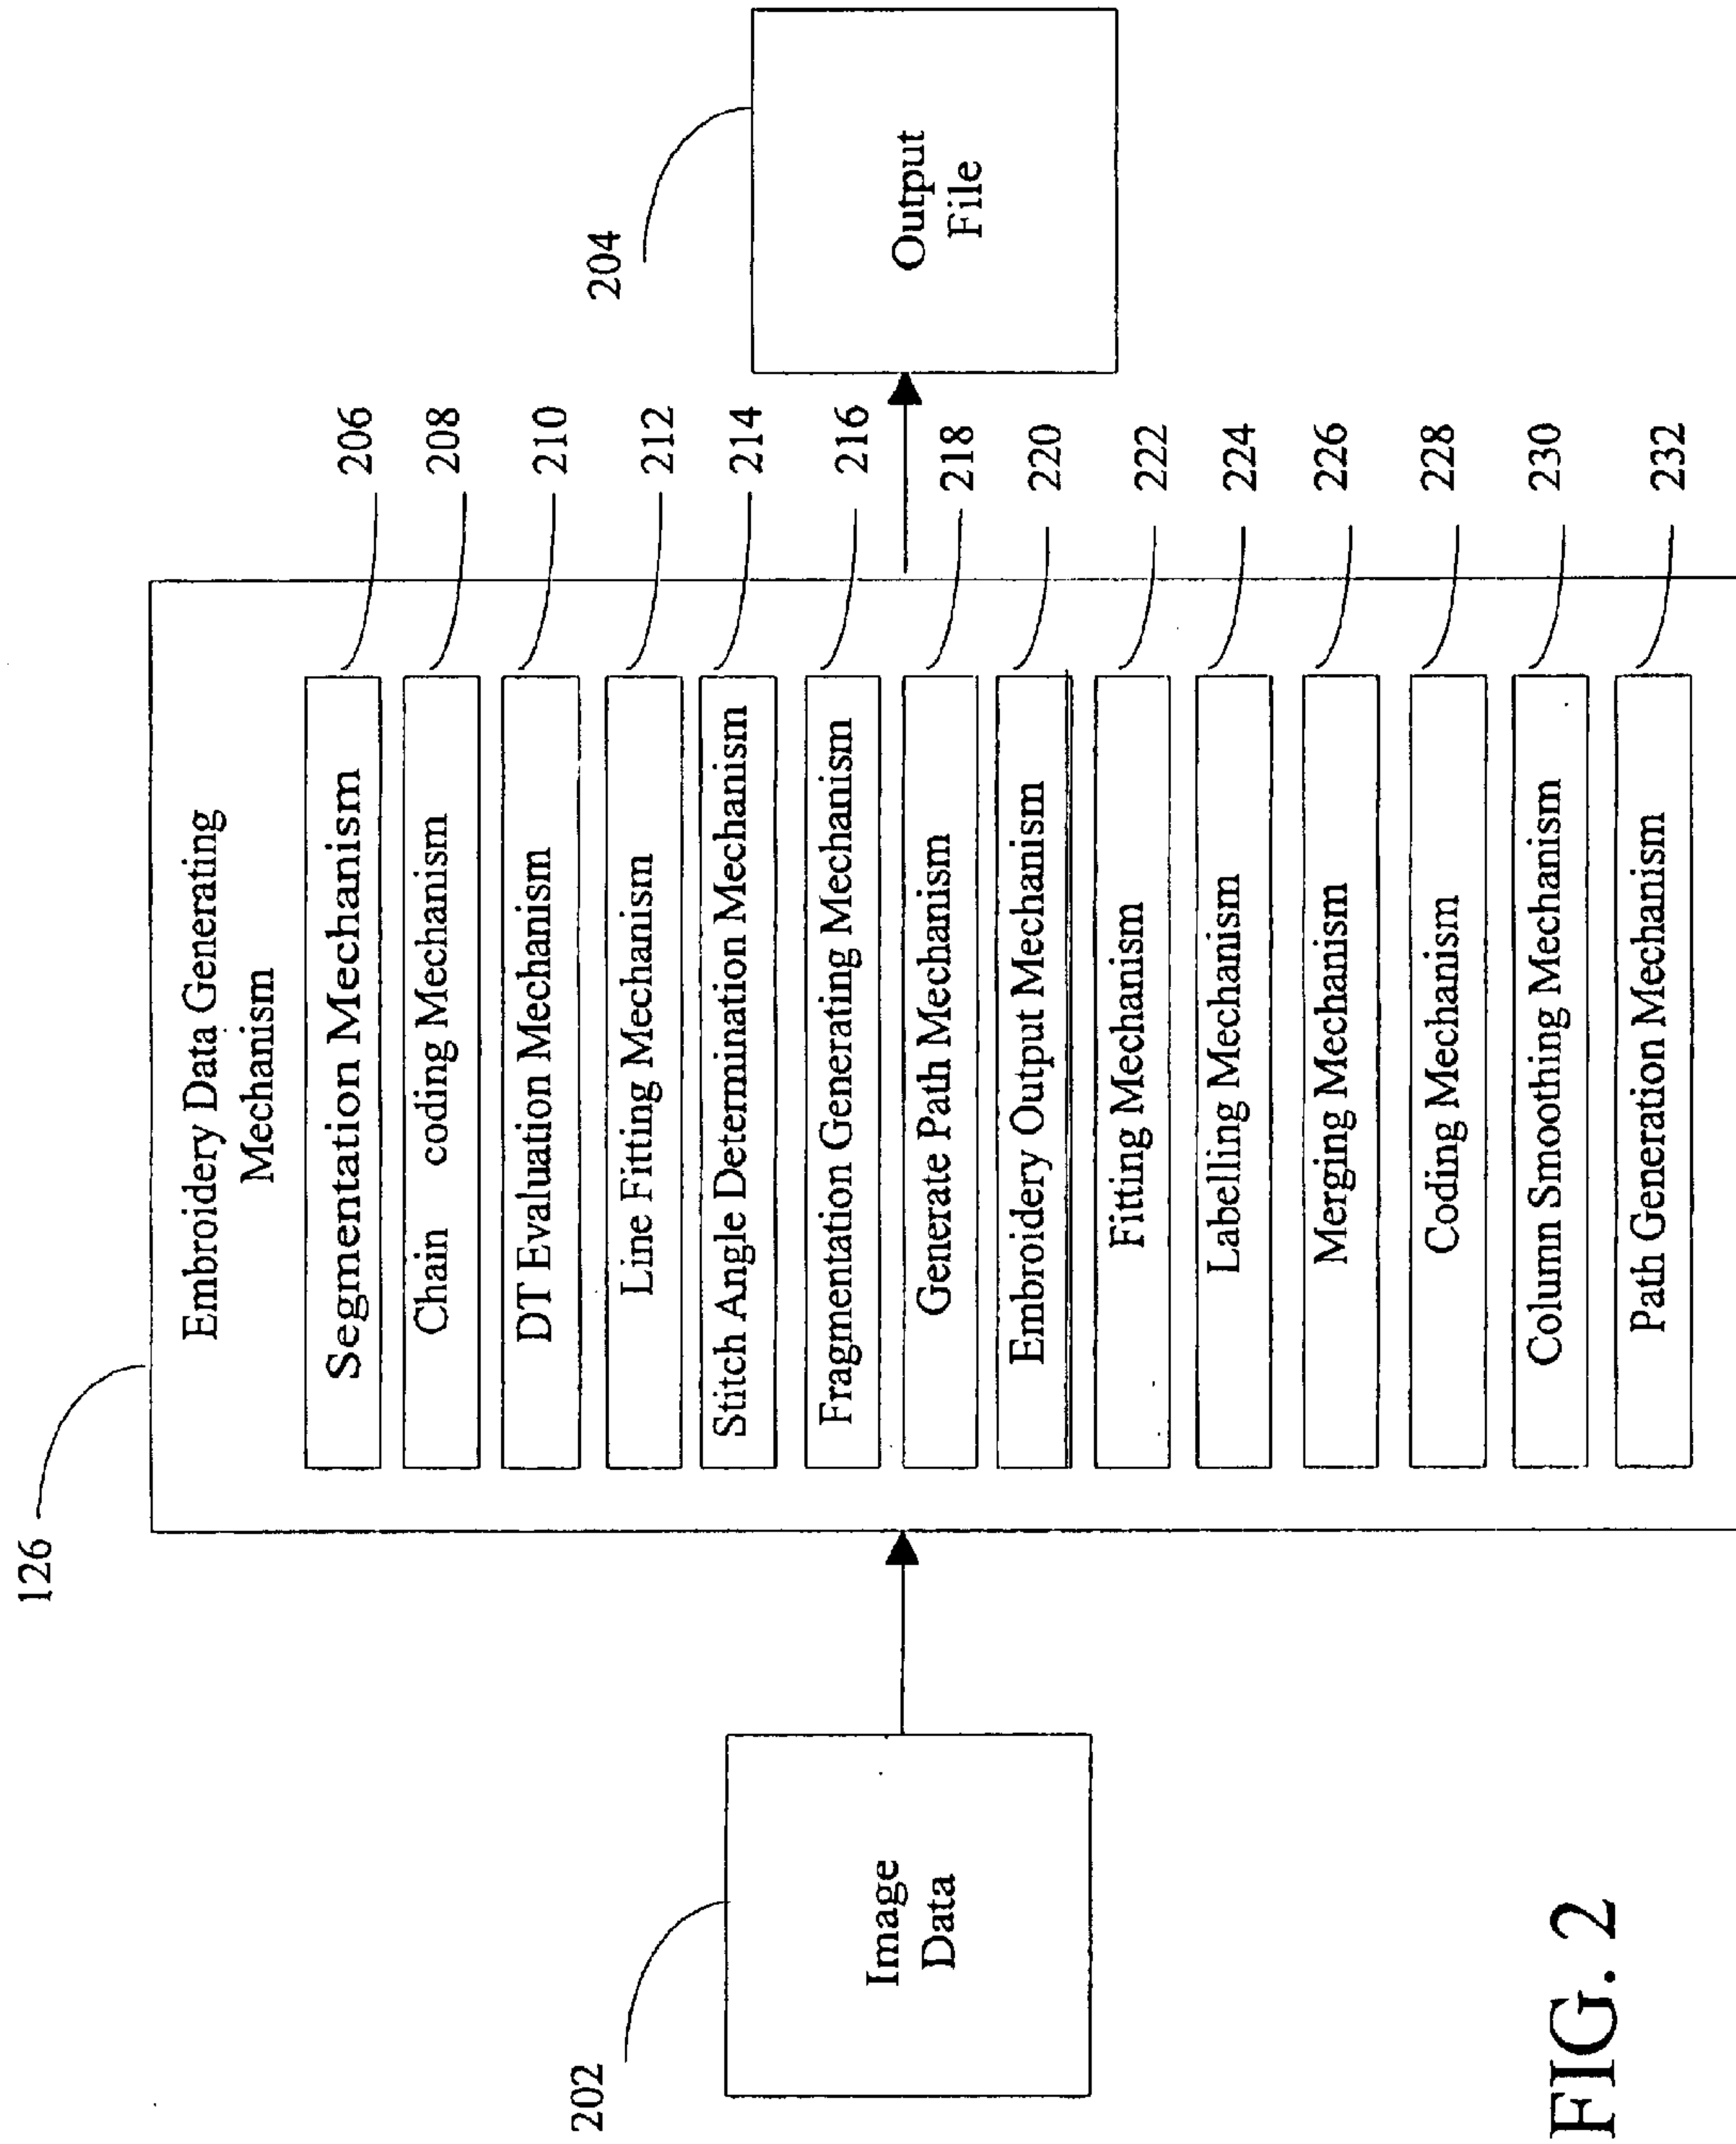 126
Embroidery Data Generating
Mechanism
Segmentation Mechanism
206
Chain coding Mechanism
208
DT Evaluation Mechanism
210
Line Fitting Mechanism
212
Stitch Angle Determination Mechanism
214
Fragmentation Generating Mechanism
216
Generate Path Mechanism
218
Embroidery Output Mechanism
220
Fitting Mechanism
222
Labelling Mechanism
224
Merging Mechanism
226
Coding Mechanism
228
Column Smoothing Mechanism
230
Path Generation Mechanism
232
202
Image
Data
204
Output
File
FIG. 2